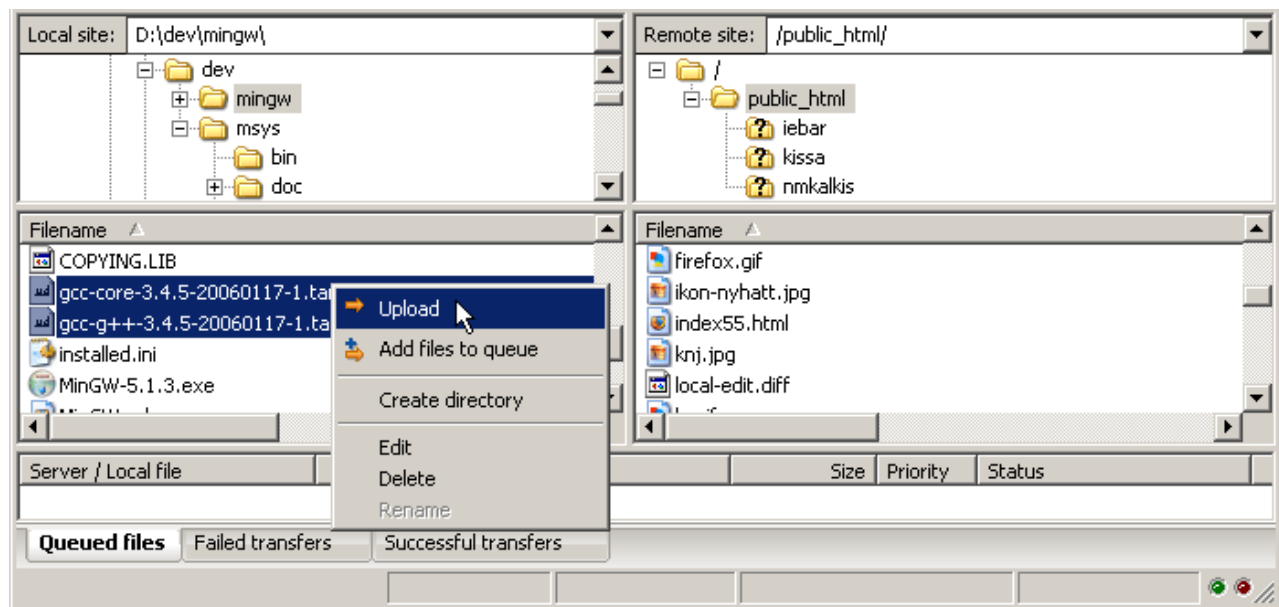 Local site: D:\dev\mingw\
dev
mingw
msys
bin
doc
Remote site: /public_html/
/
public_html
iebar
kissa
nmkalkis
Filename
COPYING.LIB
gcc-core-3.4.5-20060117-1.tar
gcc-g++-3.4.5-20060117-1.ta
installed.ini
MinGW-5.1.3.exe
Upload
Add files to queue
Create directory
Edit
Delete
Rename
Filename
firefox.gif
ikon-nyhatt.jpg
index55.html
knj.jpg
local-edit.diff
Server / Local file Size Priority Status
Queued files Failed transfers Successful transfers